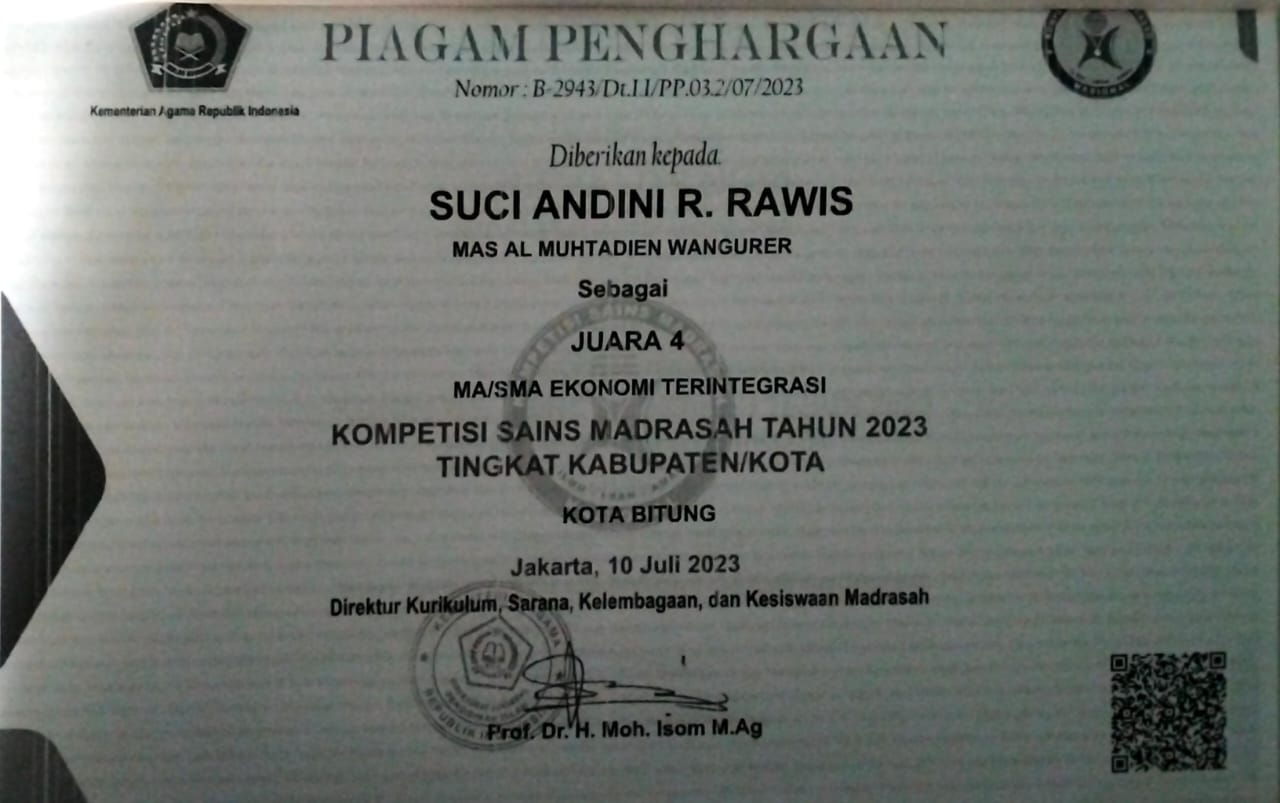 PIAGAM PENGHARGAAN
Nomor : B-2943/Dt.I.I/PP.03.2/07/2023
Kementerian Agama Republik Indonesia
NASIONAL
Diberikan kepada.
SUCI ANDINI R. RAWIS
MAS AL MUHTADIEN WANGURER
Sebagai
JUARA 4
MA/SMA EKONOMI TERINTEGRASI
KOMPETISI SAINS MADRASAH TAHUN 2023
TINGKAT KABUPATEN/KOTA
KOTA BITUNG
Jakarta, 10 Juli 2023
Direktur Kurikulum, Sarana, Kelembagaan, dan Kesiswaan Madrasah
Prof. Dr. H. Moh. Isom M.Ag